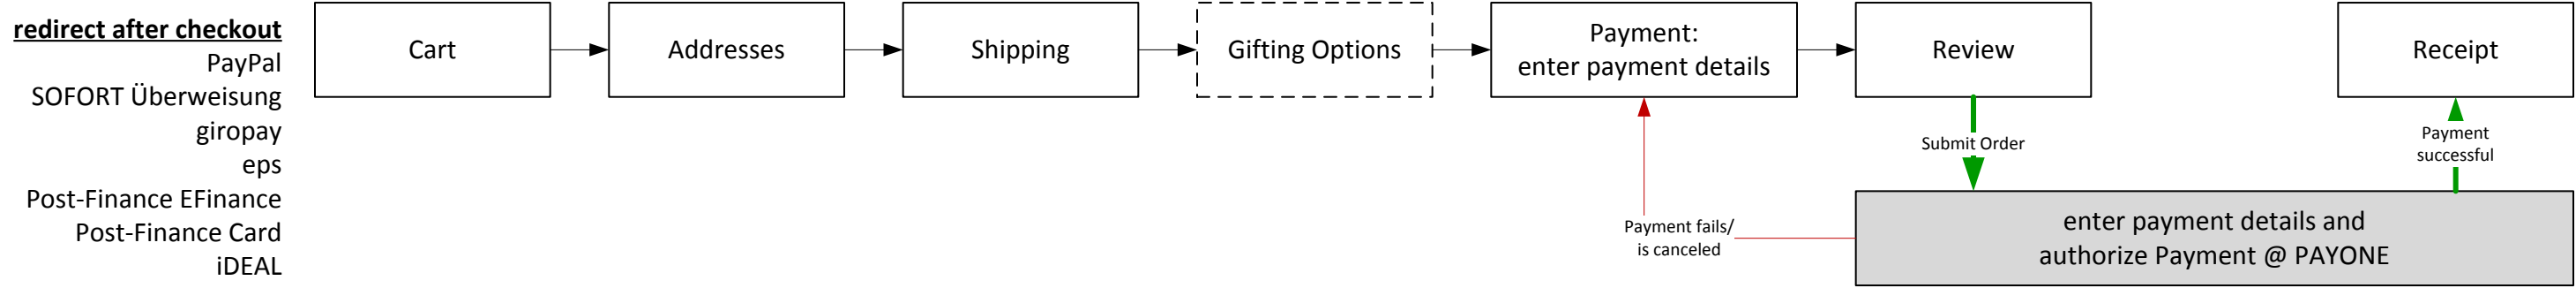 redirect after checkout
PayPal
SOFORT Überweisung
giropay
eps
Post-Finance EFinance
Post-Finance Card
iDEAL
Cart
Addresses
Shipping
Gifting Options
Payment:
enter payment details
Review
Receipt
Submit Order
Payment
successful
Payment fails/
is canceled
enter payment details and
authorize Payment @ PAYONE